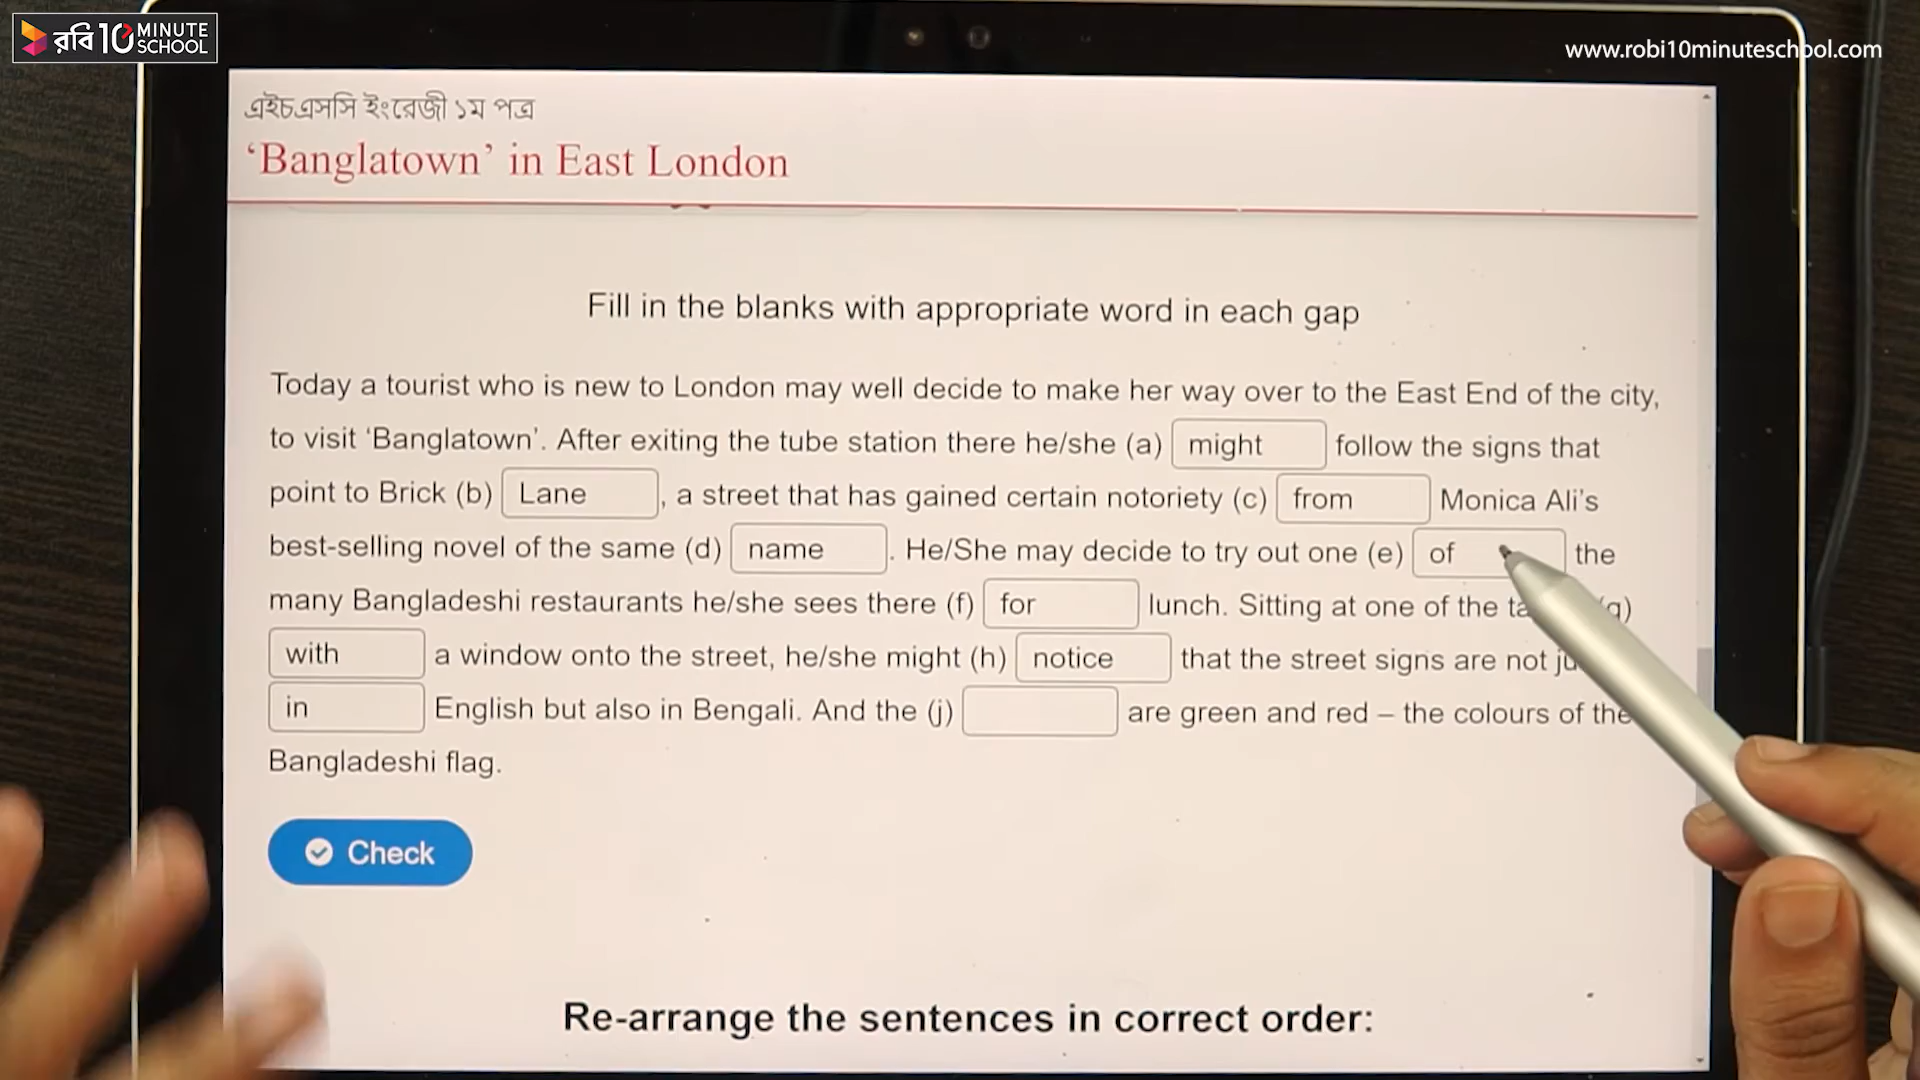 রবি 10 MINUTE SCHOOL
www.robi10minuteschool.com
এইচএসসি ইংরেজী ১ম পত্র
‘Banglatown’ in East London
Fill in the blanks with appropriate word in each gap
Today a tourist who is new to London may well decide to make her way over to the East End of the city,
to visit ‘Banglatown’. After exiting the tube station there he/she (a) might follow the signs that
point to Brick (b) Lane , a street that has gained certain notoriety (c) from Monica Ali’s
best-selling novel of the same (d) name . He/She may decide to try out one (e) of the
many Bangladeshi restaurants he/she sees there (f) for lunch. Sitting at one of the (g)
with a window onto the street, he/she might (h) notice that the street signs are not
in English but also in Bengali. And the (j) are green and red – the colours of the
Bangladeshi flag.
Check
Re-arrange the sentences in correct order: